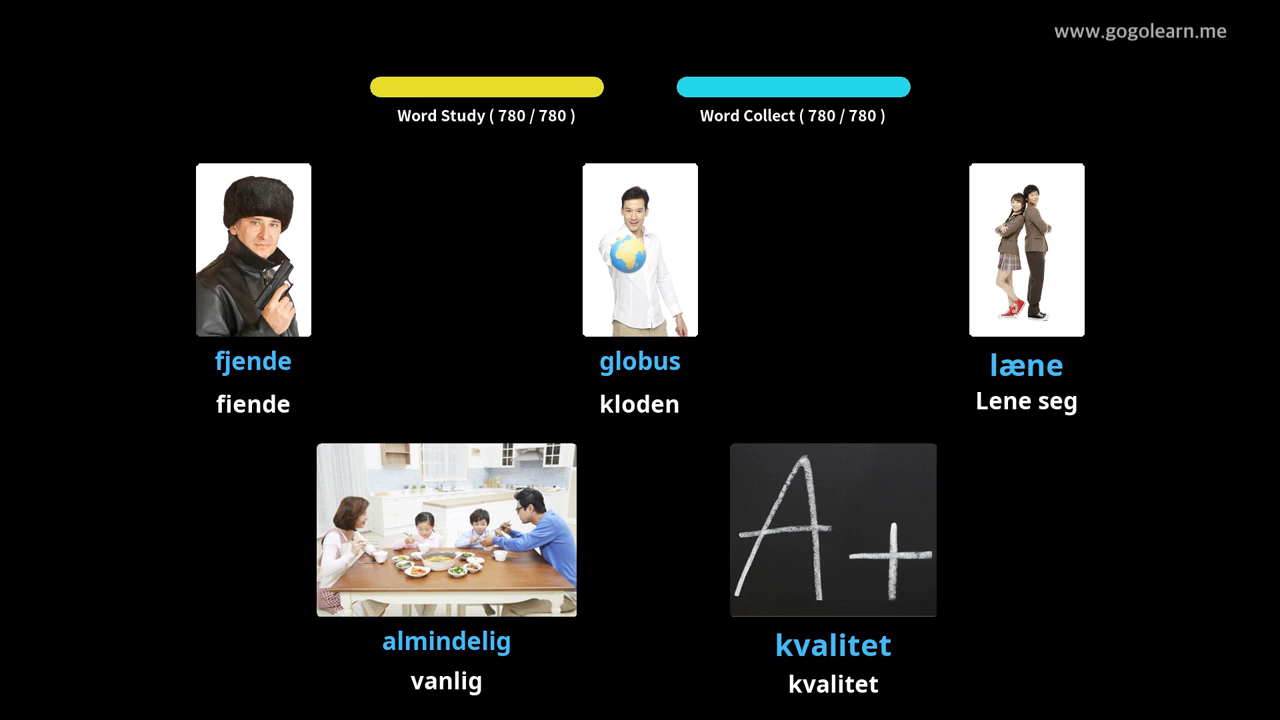 www.gogolearn.me
Word Study ( 780 / 780 )
Word Collect ( 780 / 780 )
fjende
fiende
globus
kloden
læne
Lene seg
almindelig
vanlig
A+
kvalitet
kvalitet